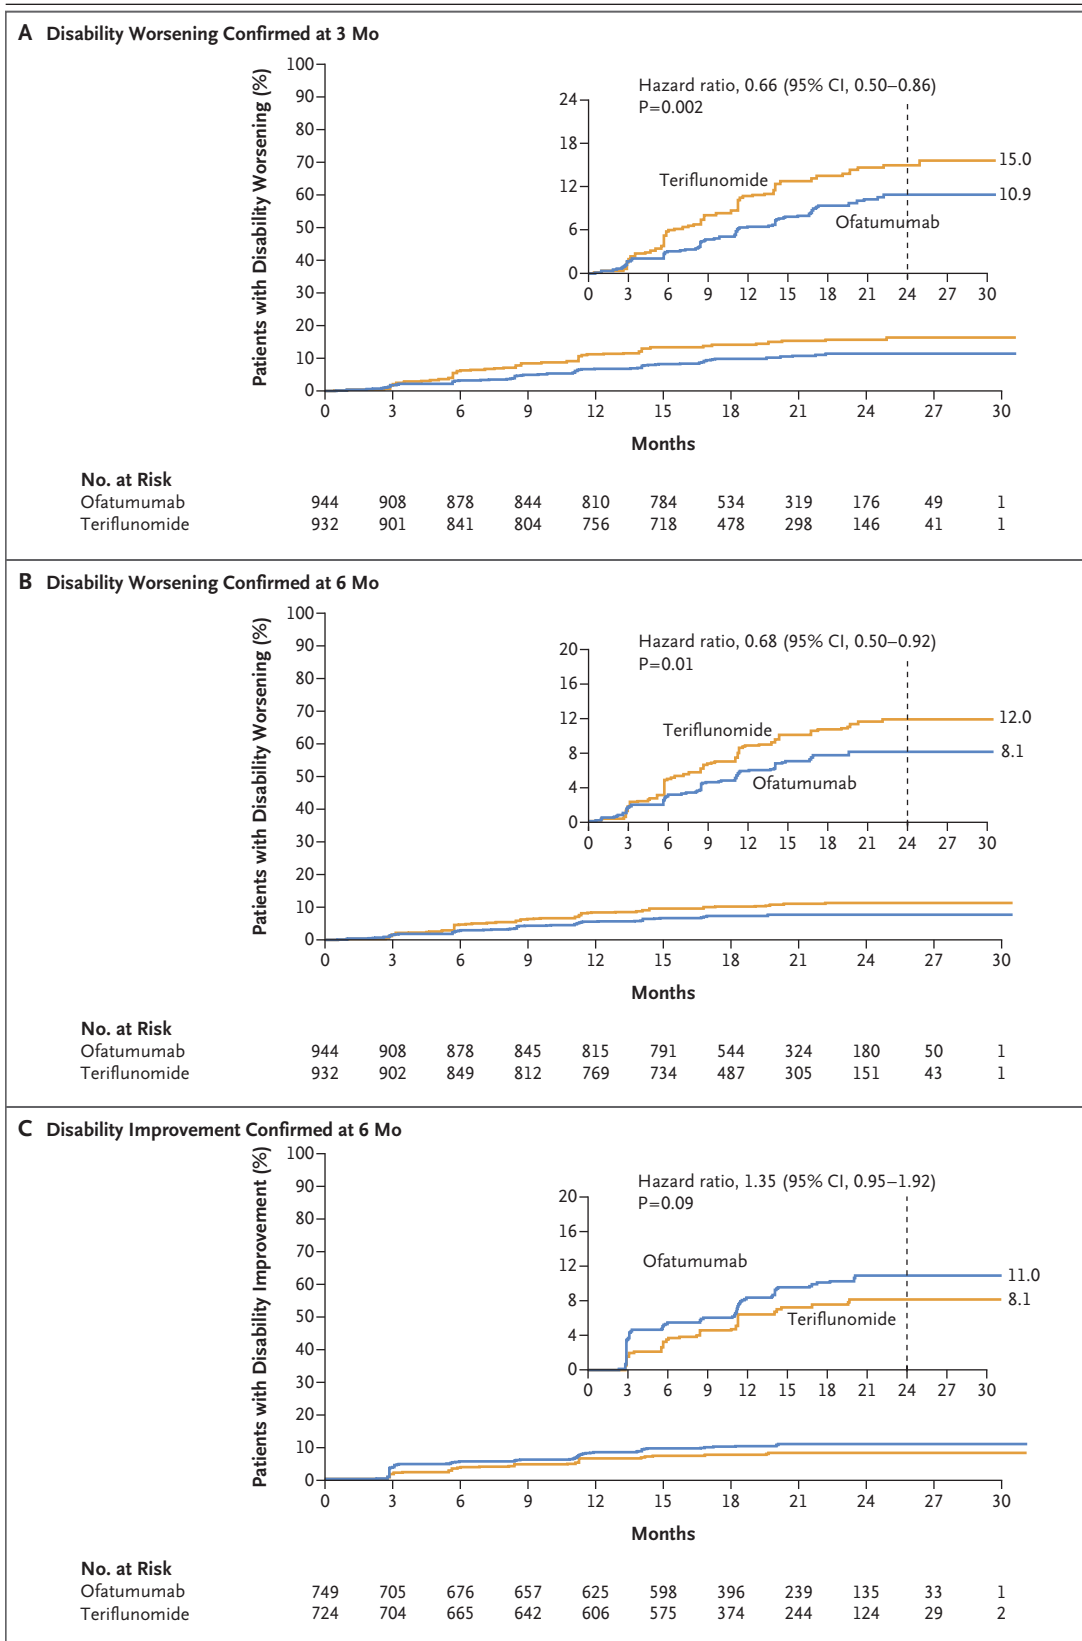 A Disability Worsening Confirmed at 3 Mo
Patients with Disability Worsening (%)
100
90
80
70
60
50
40
30
20
10
0
0 3 6 9 12 15 18 21 24 27 30
Months
Hazard ratio, 0.66 (95% CI, 0.50–0.86)
P=0.002
24
18
12
6
0
Teriflunomide
Ofatumumab
15.0
10.9
0 3 6 9 12 15 18 21 24 27 30
No. at Risk
Ofatumumab 944 908 878 844 810 784 534 319 176 49 1
Teriflunomide 932 901 841 804 756 718 478 298 146 41 1
B Disability Worsening Confirmed at 6 Mo
Patients with Disability Worsening (%)
100
90
80
70
60
50
40
30
20
10
0
0 3 6 9 12 15 18 21 24 27 30
Months
Hazard ratio, 0.68 (95% CI, 0.50–0.92)
P=0.01
20
16
12
8
4
0
Teriflunomide
Ofatumumab
12.0
8.1
0 3 6 9 12 15 18 21 24 27 30
No. at Risk
Ofatumumab 944 908 878 845 815 791 544 324 180 50 1
Teriflunomide 932 902 849 812 769 734 487 305 151 43 1
C Disability Improvement Confirmed at 6 Mo
Patients with Disability Improvement (%)
100
90
80
70
60
50
40
30
20
10
0
0 3 6 9 12 15 18 21 24 27 30
Months
Hazard ratio, 1.35 (95% CI, 0.95–1.92)
P=0.09
20
16
12
8
4
0
Ofatumumab
Teriflunomide
11.0
8.1
0 3 6 9 12 15 18 21 24 27 30
No. at Risk
Ofatumumab 749 705 676 657 625 598 396 239 135 33 1
Teriflunomide 724 704 665 642 606 575 374 244 124 29 2